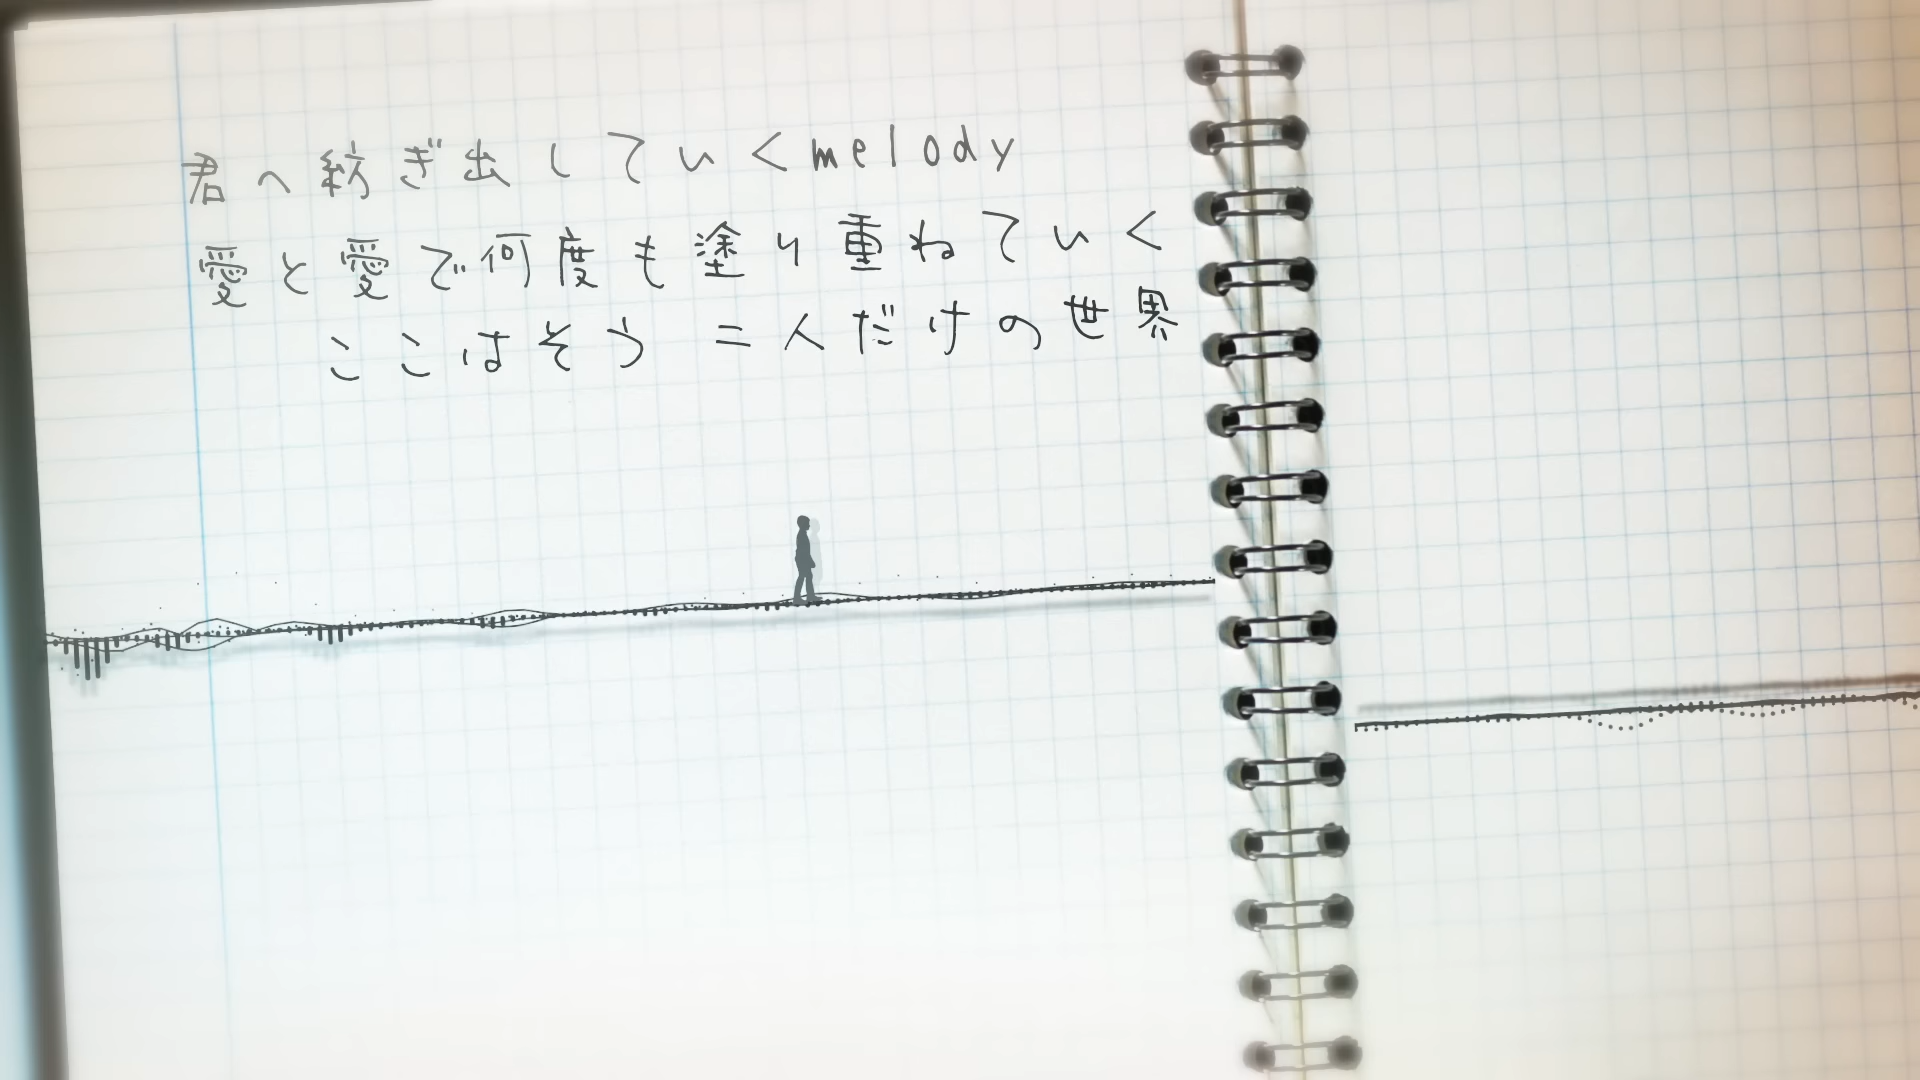 君へ紡ぎ出していくmelody
愛と愛で何度も塗り重ねていく
ここはそう 二人だけの世界